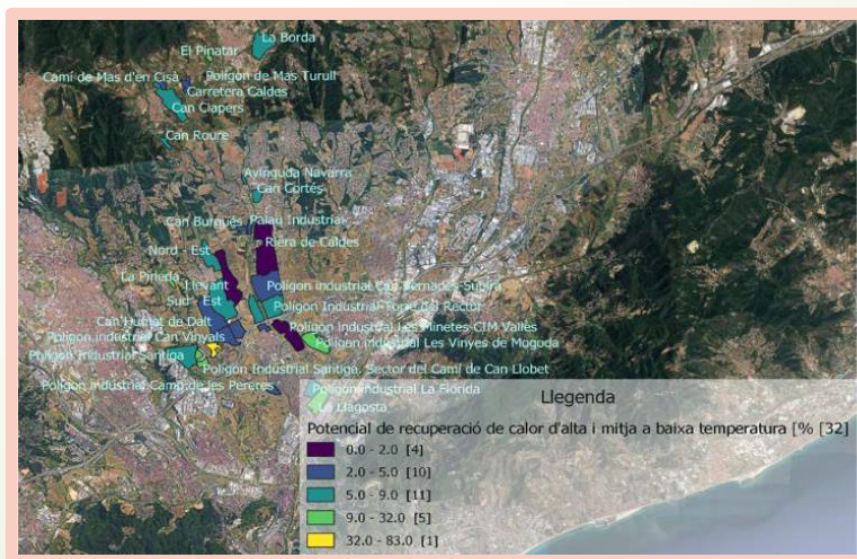 La Borda
El Pinatar
Camí de Mas d'en Cisà
Polígon de Mas Turull
Carretera Caldes
Can Clapers
Can Roure
Avinguda Navarra
Can Cortés
Can Burgués
Palau Industrial
Nord - Est
Riera de Caldes
La Pineda
Llevant
Polígon industrial Can Bernades-Subirà
Sud - Est
Polígon Industrial Torre del Rector
Can Humet de Dalt
Polígon industrial Les Minetes-CIM Vallès
Polígon industrial Can Vinyals
Polígon industrial Les Vinyes de Mogoda
Polígon Industrial Santiga
Polígon Industrial Santiga. Sector del Camí de Can Llobet
Polígon industrial Camp de les Pereres
Polígon industrial La Florida
La Llagosta
Llegenda
Potencial de recuperació de calor d'alta i mitja a baixa temperatura [% [32]
0.0 - 2.0 [4]
2.0 - 5.0 [10]
5.0 - 9.0 [11]
9.0 - 32.0 [5]
32.0 - 83.0 [1]